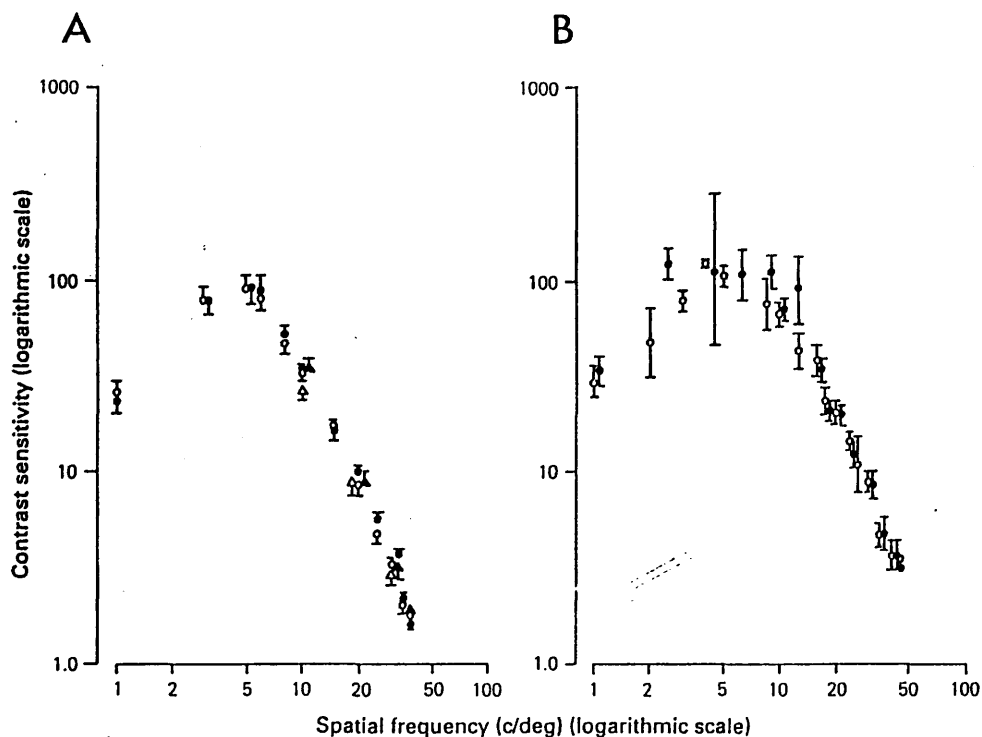 A
B
Contrast sensitivity (logarithmic scale)
1000
100
10
1.0
1 2 5 10 20 50 100
1000
100
10
1.0
1 2 5 10 20 50 100
Spatial frequency (c/deg) (logarithmic scale)